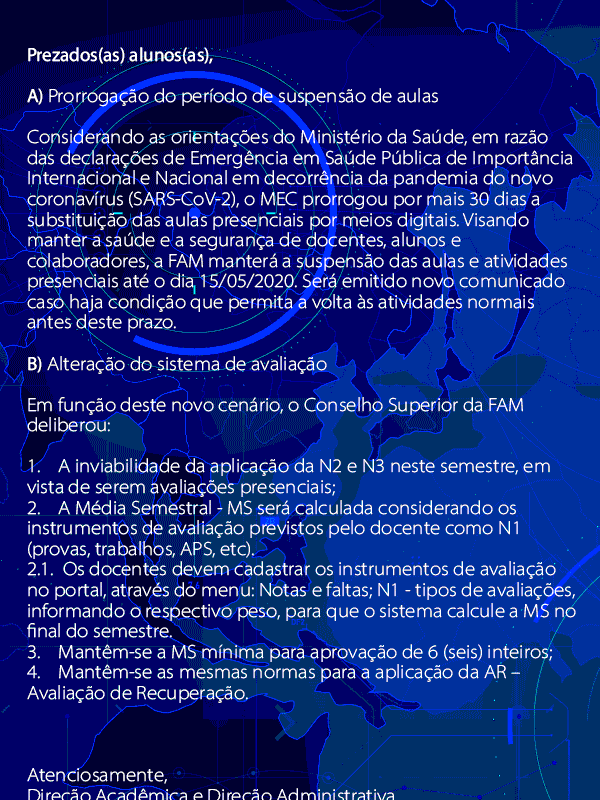 Prezados(as) alunos(as),
A) Prorrogação do período de suspensão de aulas
Considerando as orientações do Ministério da Saúde, em razão
das declarações de Emergência em Saúde Pública de Importância
Internacional e Nacional em decorrência da pandemia do novo
coronavírus (SARS-CoV-2), o MEC prorrogou por mais 30 dias a
substituição das aulas presenciais por meios digitais. Visando
manter a saúde e a segurança de docentes, alunos e
colaboradores, a FAM manterá a suspensão das aulas e atividades
presenciais até o dia 15/05/2020. Será emitido novo comunicado
caso haja condição que permita a volta às atividades normais
antes deste prazo.
B) Alteração do sistema de avaliação
Em função deste novo cenário, o Conselho Superior da FAM
deliberou:
1. A inviabilidade da aplicação da N2 e N3 neste semestre, em
vista de serem avaliações presenciais;
2. A Média Semestral - MS será calculada considerando os
instrumentos de avaliação previstos pelo docente como N1
(provas, trabalhos, APS, etc).
2.1. Os docentes devem cadastrar os instrumentos de avaliação
no portal, através do menu: Notas e faltas; N1 - tipos de avaliações,
informando o respectivo peso, para que o sistema calcule a MS no
final do semestre.
3. Mantêm-se a MS mínima para aprovação de 6 (seis) inteiros;
4. Mantêm-se as mesmas normas para a aplicação da AR –
Avaliação de Recuperação.
Atenciosamente,
Direção Acadêmica e Direção Administrativa